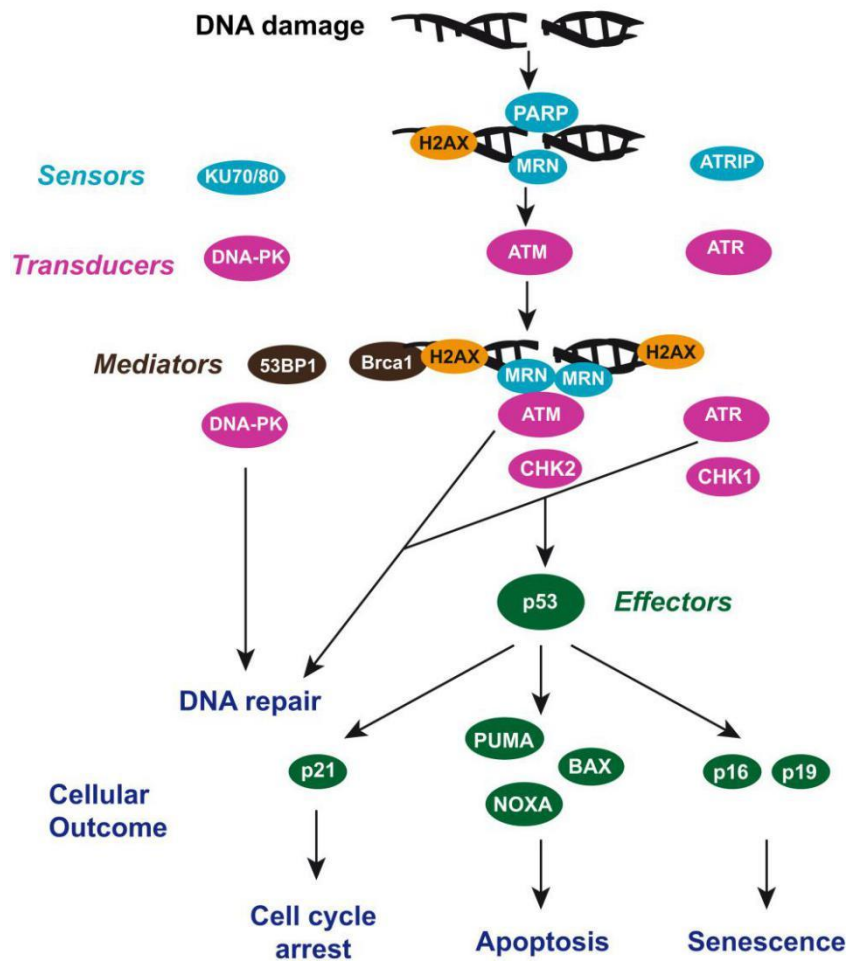 DNA damage
PARP
H2AX
MRN
Sensors
KU70/80
ATRIP
Transducers
DNA-PK
ATM
ATR
Mediators
53BP1
Brca1
H2AX
H2AX
MRN
MRN
DNA-PK
ATM
ATR
CHK2
CHK1
p53
Effectors
DNA repair
PUMA
p21
BAX
p16
p19
NOXA
Cellular
Outcome
Cell cycle
arrest
Apoptosis
Senescence